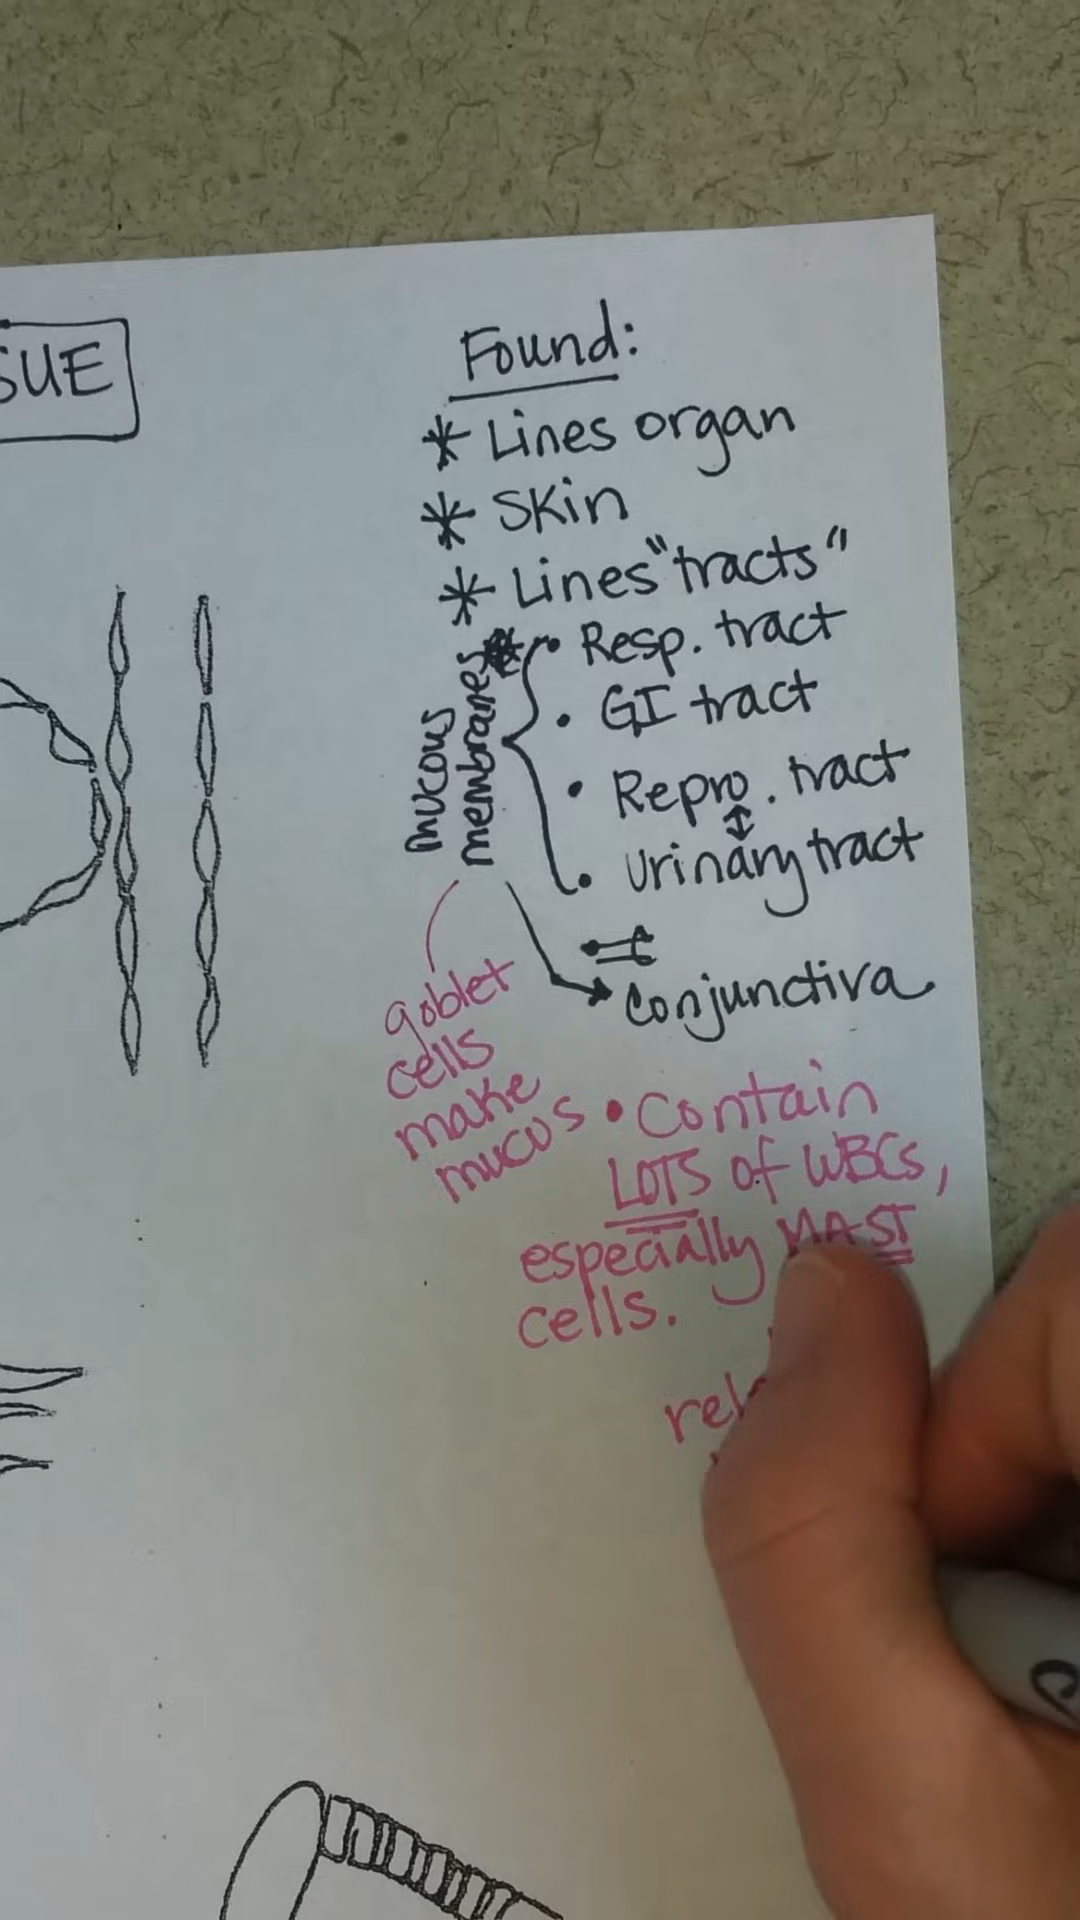 SUE
Found:
* Lines organ
* Skin
* Lines "tracts"
mucous
membranes
• Resp. tract
• GI tract
• Repro. tract
• Urinary tract
Conjunctiva
goblet
cells
make
mucus
• Contain
LOTS of WBCs,
especially MAST
cells.